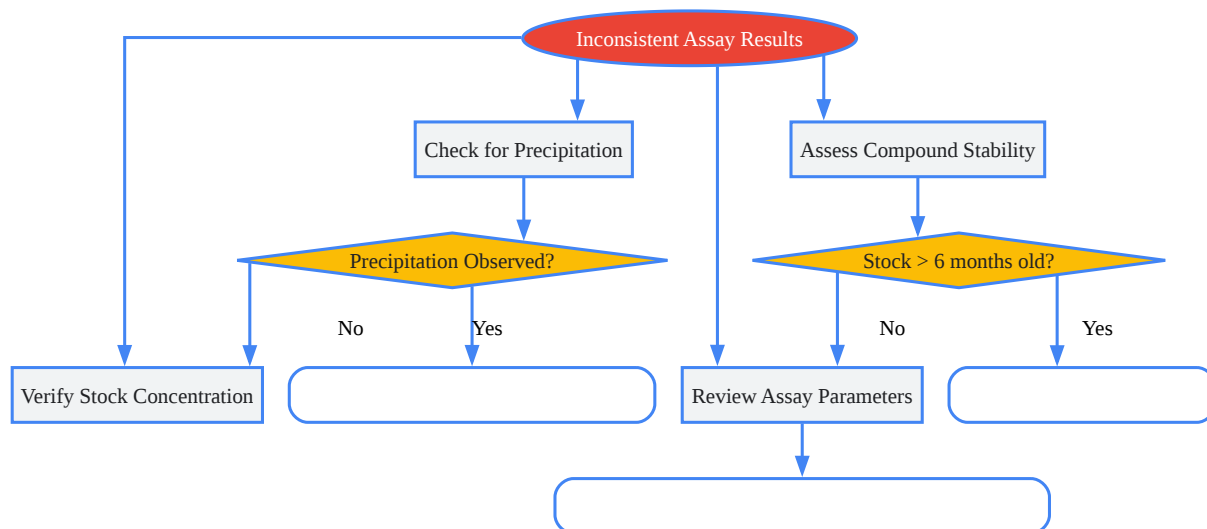 Inconsistent Assay Results
Check for Precipitation
Assess Compound Stability
Precipitation Observed?
Stock > 6 months old?
No
Yes
No
Yes
Verify Stock Concentration
Review Assay Parameters